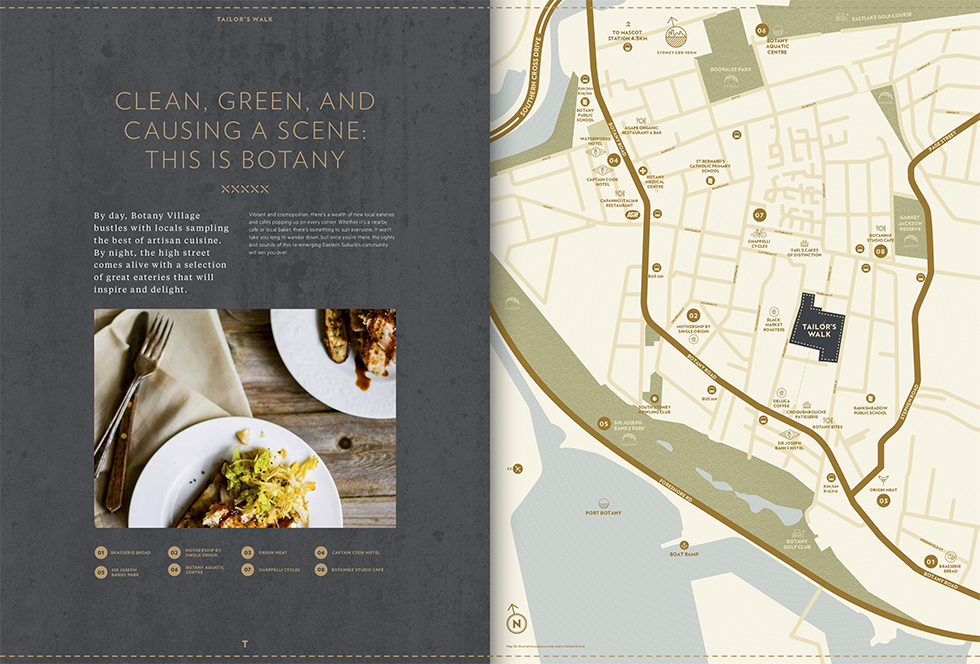 TAILOR'S WALK
CLEAN, GREEN, AND
CAUSING A SCENE:
THIS IS BOTANY
XXXXX
By day, Botany Village
bustles with locals sampling
the best of artisan cuisine.
By night, the high street
comes alive with a selection
of great eateries that will
inspire and delight.
Vibrant and cosmopolitan, there's a wealth of new local eateries
and cafés popping up on every corner. Whether it's a nearby
cafe or local baker, there's something to suit everyone. It won't
take you long to wander down, but once you're there, the sights
and sounds of this re-emerging Eastern Suburbs community
will win you over.
01 BRASSERIE BREAD
02 MOTHERSHIP BY
SINGLE ORIGIN
03 ORIGIN MEAT
04 CAPTAIN COOK HOTEL
05 SIR JOSEPH
BANKS PARK
06 BOTANY AQUATIC
CENTRE
07 CHAPPELLI CYCLES
08 BOTANNIX STUDIO CAFE
T
SOUTHERN CROSS DRIVE
TO MASCOT
STATION 4.5KM
SYDNEY CBD 10KM
06
BOTANY
AQUATIC
CENTRE
EASTLAKE GOLF COURSE
BOORALEE PARK
BOTANY
PUBLIC
SCHOOL
AGAPE ORGANIC
RESTAURANT & BAR
BOTANY ROAD
WATERWORKS
HOTEL
04
CAPTAIN COOK
HOTEL
BOTANY
MEDICAL
CENTRE
ST BERNARD'S
CATHOLIC PRIMARY
SCHOOL
PAGE STREET
CAPANNO ITALIAN
RESTAURANT
IGA
07
CHAPPELLI
CYCLES
GARNET
JACKSON
RESERVE
BOTANNIX
STUDIO CAFE
08
YAEL'S CAKES
OF DISTINCTION
BUS 309
02
MOTHERSHIP BY
SINGLE ORIGIN
BLACK
MARKET
ROASTERS
TAILOR'S
WALK
BOTANY ROAD
BUS 309
SOUTH SYDNEY
BOWLING CLUB
DELUCA
COFFEE
CROQUEMBOUCHE
PATISSERIE
BANKSMEADOW
PUBLIC SCHOOL
STEPHEN ROAD
05
SIR JOSEPH
BANKS PARK
BOTANY BITES
SIR JOSEPH
BANKS HOTEL
ORIGIN MEAT
03
FORESHORE RD
PORT BOTANY
BOAT RAMP
BOTANY
GOLF CLUB
01
BRASSERIE
BREAD
BOTANY ROAD
N